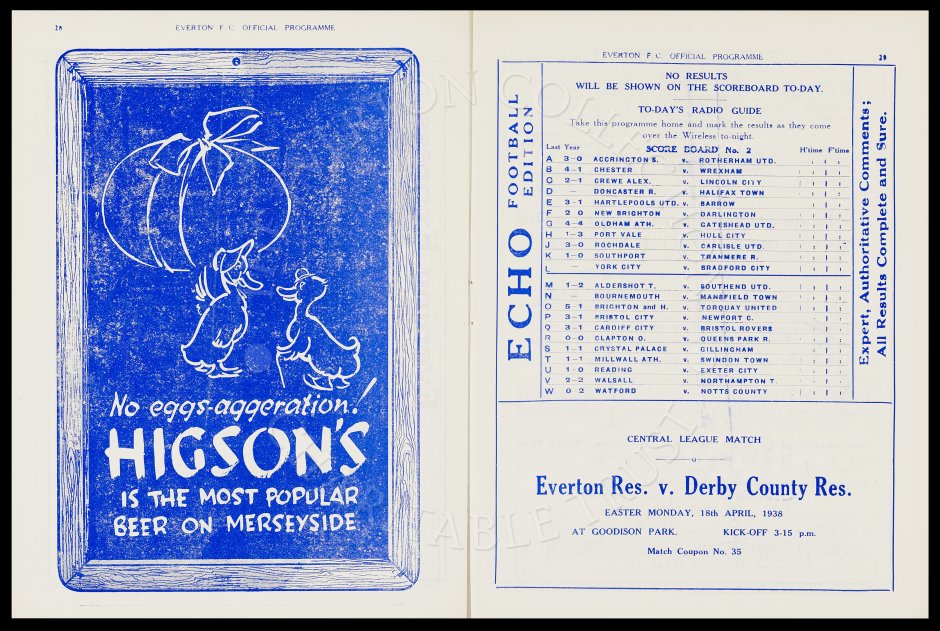 28
EVERTON F C. OFFICIAL PROGRAMME
No eggs-aggeration!
HIGSON'S
IS THE MOST POPULAR
BEER ON MERSEYSIDE
EVERTON F. C. OFFICIAL PROGRAMME
29
ECHO FOOTBALL EDITION
NO RESULTS
WILL BE SHOWN ON THE SCOREBOARD TO-DAY.
TO-DAY'S RADIO GUIDE
Take this programme home and mark the results as they come
over the Wireless to-night.
SCORE BOARD No. 2
Last Year H'time F'time
A 3-0 ACCRINGTON S. v. ROTHERHAM UTD.
B 4-1 CHESTER v. WREXHAM
C 2-1 CREWE ALEX. v. LINCOLN CITY
D — DONCASTER R. v. HALIFAX TOWN
E 3-1 HARTLEPOOLS UTD. v. BARROW
F 2 0 NEW BRIGHTON v. DARLINGTON
G 4-4 OLDHAM ATH. v. GATESHEAD UTD.
H 1-3 PORT VALE v. HULL CITY
J 3-0 ROCHDALE v. CARLISLE UTD.
K 1-0 SOUTHPORT v. TRANMERE R.
L — YORK CITY v. BRADFORD CITY
M 1-2 ALDERSHOT T. v. SOUTHEND UTD.
N — BOURNEMOUTH v. MANSFIELD TOWN
O 5 1 BRIGHTON and H. v. TORQUAY UNITED
P 3-1 BRISTOL CITY v. NEWPORT C.
Q 3-1 CARDIFF CITY v. BRISTOL ROVERS
R 0-0 CLAPTON O. v. QUEENS PARK R.
S 1-1 CRYSTAL PALACE v. GILLINGHAM
T 1-1 MILLWALL ATH. v. SWINDON TOWN
U 1-0 READING v. EXETER CITY
V 2-2 WALSALL v. NORTHAMPTON T.
W 0 2 WATFORD v. NOTTS COUNTY
Expert, Authoritative Comments;
All Results Complete and Sure.
CENTRAL LEAGUE MATCH
Everton Res. v. Derby County Res.
EASTER MONDAY, 18th APRIL, 1938
AT GOODISON PARK. KICK-OFF 3-15 p.m.
Match Coupon No. 35